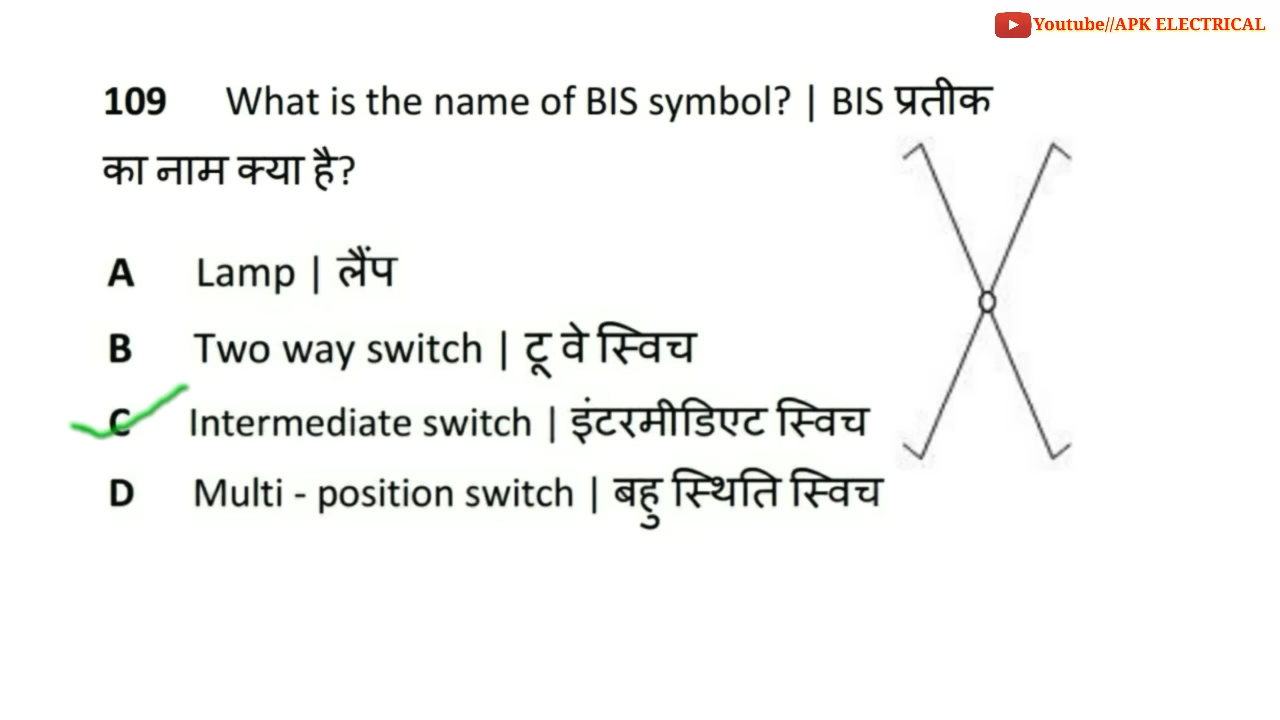 Youtube//APK ELECTRICAL
109 What is the name of BIS symbol? | BIS प्रतीक
का नाम क्या है?
A Lamp | लैंप
B Two way switch | टू वे स्विच
C Intermediate switch | इंटरमीडिएट स्विच
D Multi - position switch | बहु स्थिति स्विच